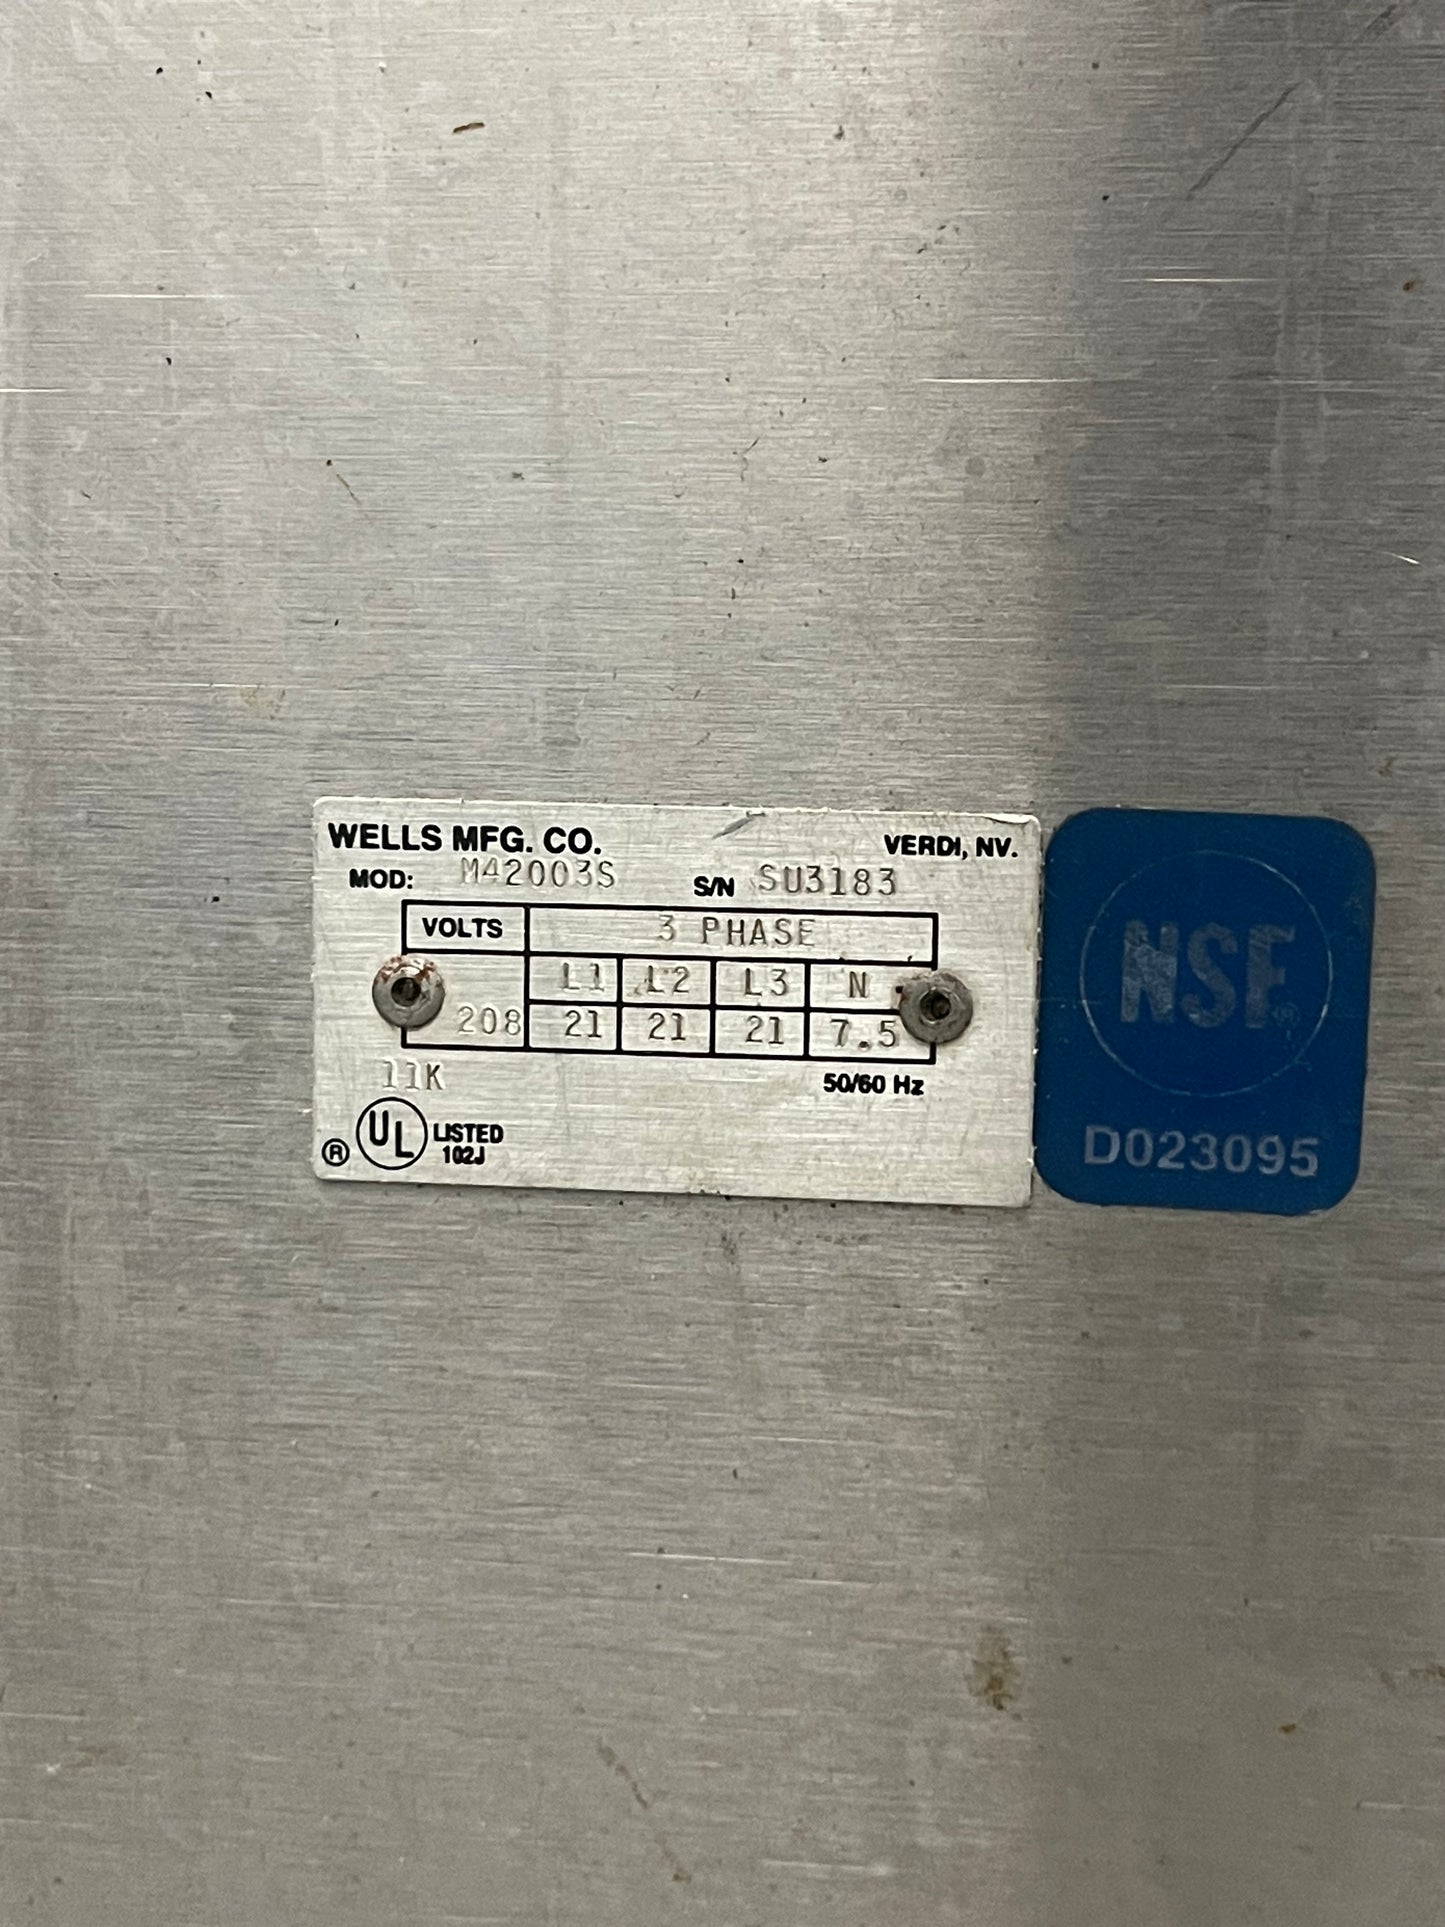 WELLS MFG. CO. VERDI, NV.
MOD: M42003S S/N SU3183
VOLTS 3 PHASE
L1 L2 L3 N
208 21 21 21 7.5
11K 50/60 Hz
® UL LISTED
102J
NSF®
D023095